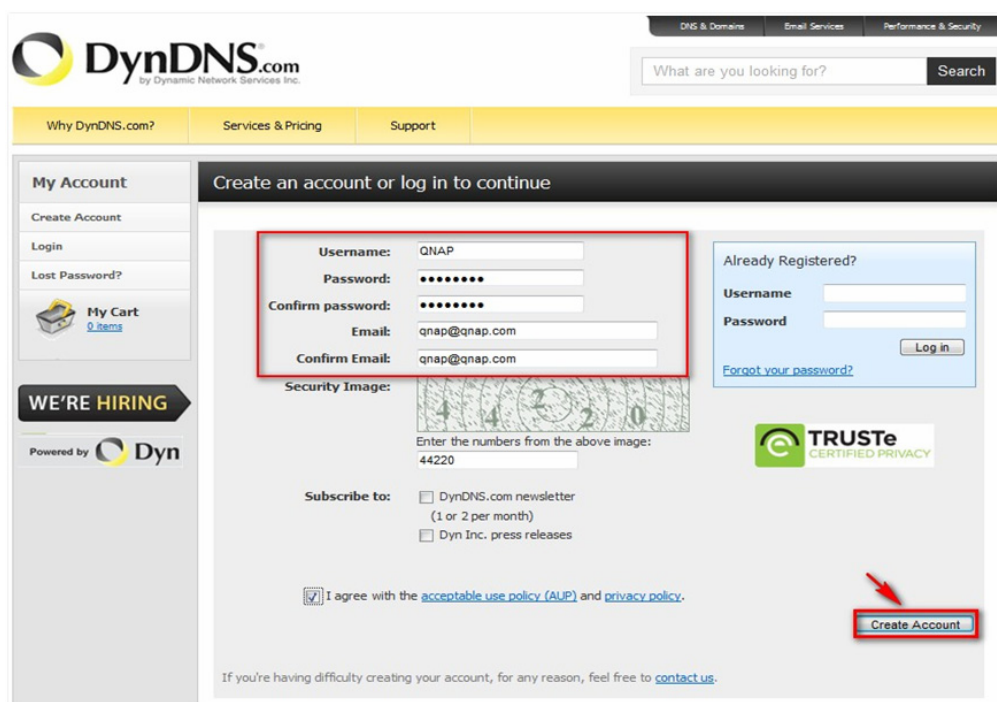 DNS & Domains Email Services Performance & Security
DynDNS.com
by Dynamic Network Services Inc.
What are you looking for? Search
Why DynDNS.com? Services & Pricing Support
My Account
Create Account
Login
Lost Password?
My Cart
0 items
WE'RE HIRING
Powered by Dyn
Create an account or log in to continue
Username: QNAP
Password: ••••••••
Confirm password: ••••••••
Email: qnap@qnap.com
Confirm Email: qnap@qnap.com
Security Image: 4 4 2 2 0
Enter the numbers from the above image:
44220
Subscribe to: DynDNS.com newsletter
(1 or 2 per month)
Dyn Inc. press releases
I agree with the acceptable use policy (AUP) and privacy policy.
Create Account
If you're having difficulty creating your account, for any reason, feel free to contact us.
Already Registered?
Username
Password
Log in
Forgot your password?
TRUSTe
CERTIFIED PRIVACY